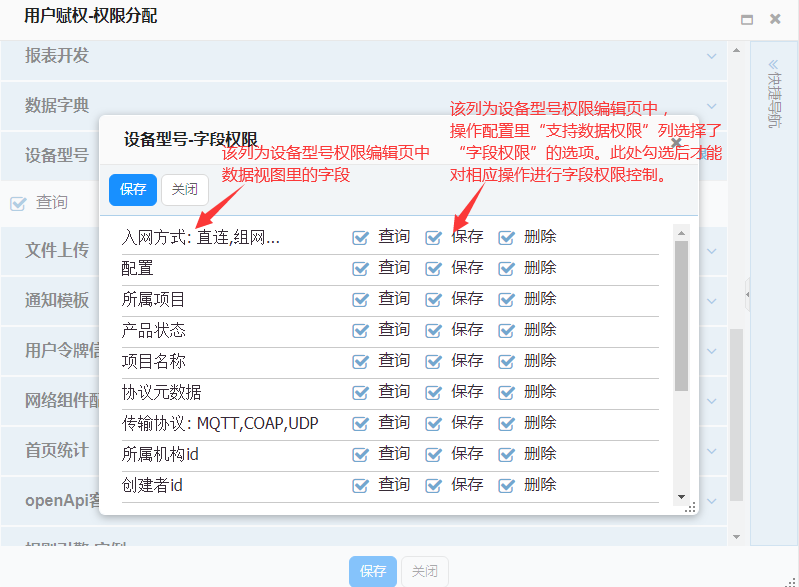 用户赋权-权限分配
报表开发
数据字典
设备型号
查询
文件上传
通知模板
用户令牌信
网络组件配
首页统计
openApi客
快捷导航
设备型号-字段权限
保存
关闭
该列为设备型号权限编辑页中
数据视图里的字段
该列为设备型号权限编辑页中，
操作配置里“支持数据权限”列选择了
“字段权限”的选项。此处勾选后才能
对相应操作进行字段权限控制。
入网方式: 直连,组网... 查询 保存 删除
配置 查询 保存 删除
所属项目 查询 保存 删除
产品状态 查询 保存 删除
项目名称 查询 保存 删除
协议元数据 查询 保存 删除
传输协议: MQTT,COAP,UDP 查询 保存 删除
所属机构id 查询 保存 删除
创建者id 查询 保存 删除
保存
关闭